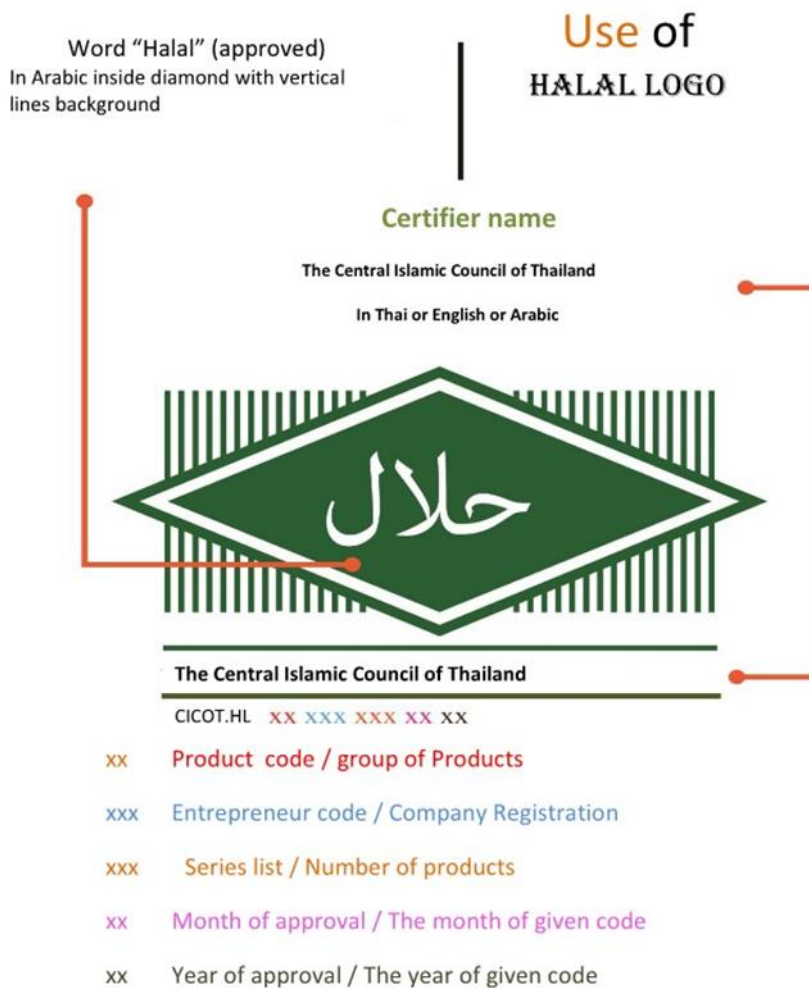 Word “Halal” (approved)
In Arabic inside diamond with vertical
lines background
Use of
HALAL LOGO
Certifier name
The Central Islamic Council of Thailand
In Thai or English or Arabic
حلال
The Central Islamic Council of Thailand
CICOT.HL xx xxx xxx xx xx
xx Product code / group of Products
xxx Entrepreneur code / Company Registration
xxx Series list / Number of products
xx Month of approval / The month of given code
xx Year of approval / The year of given code